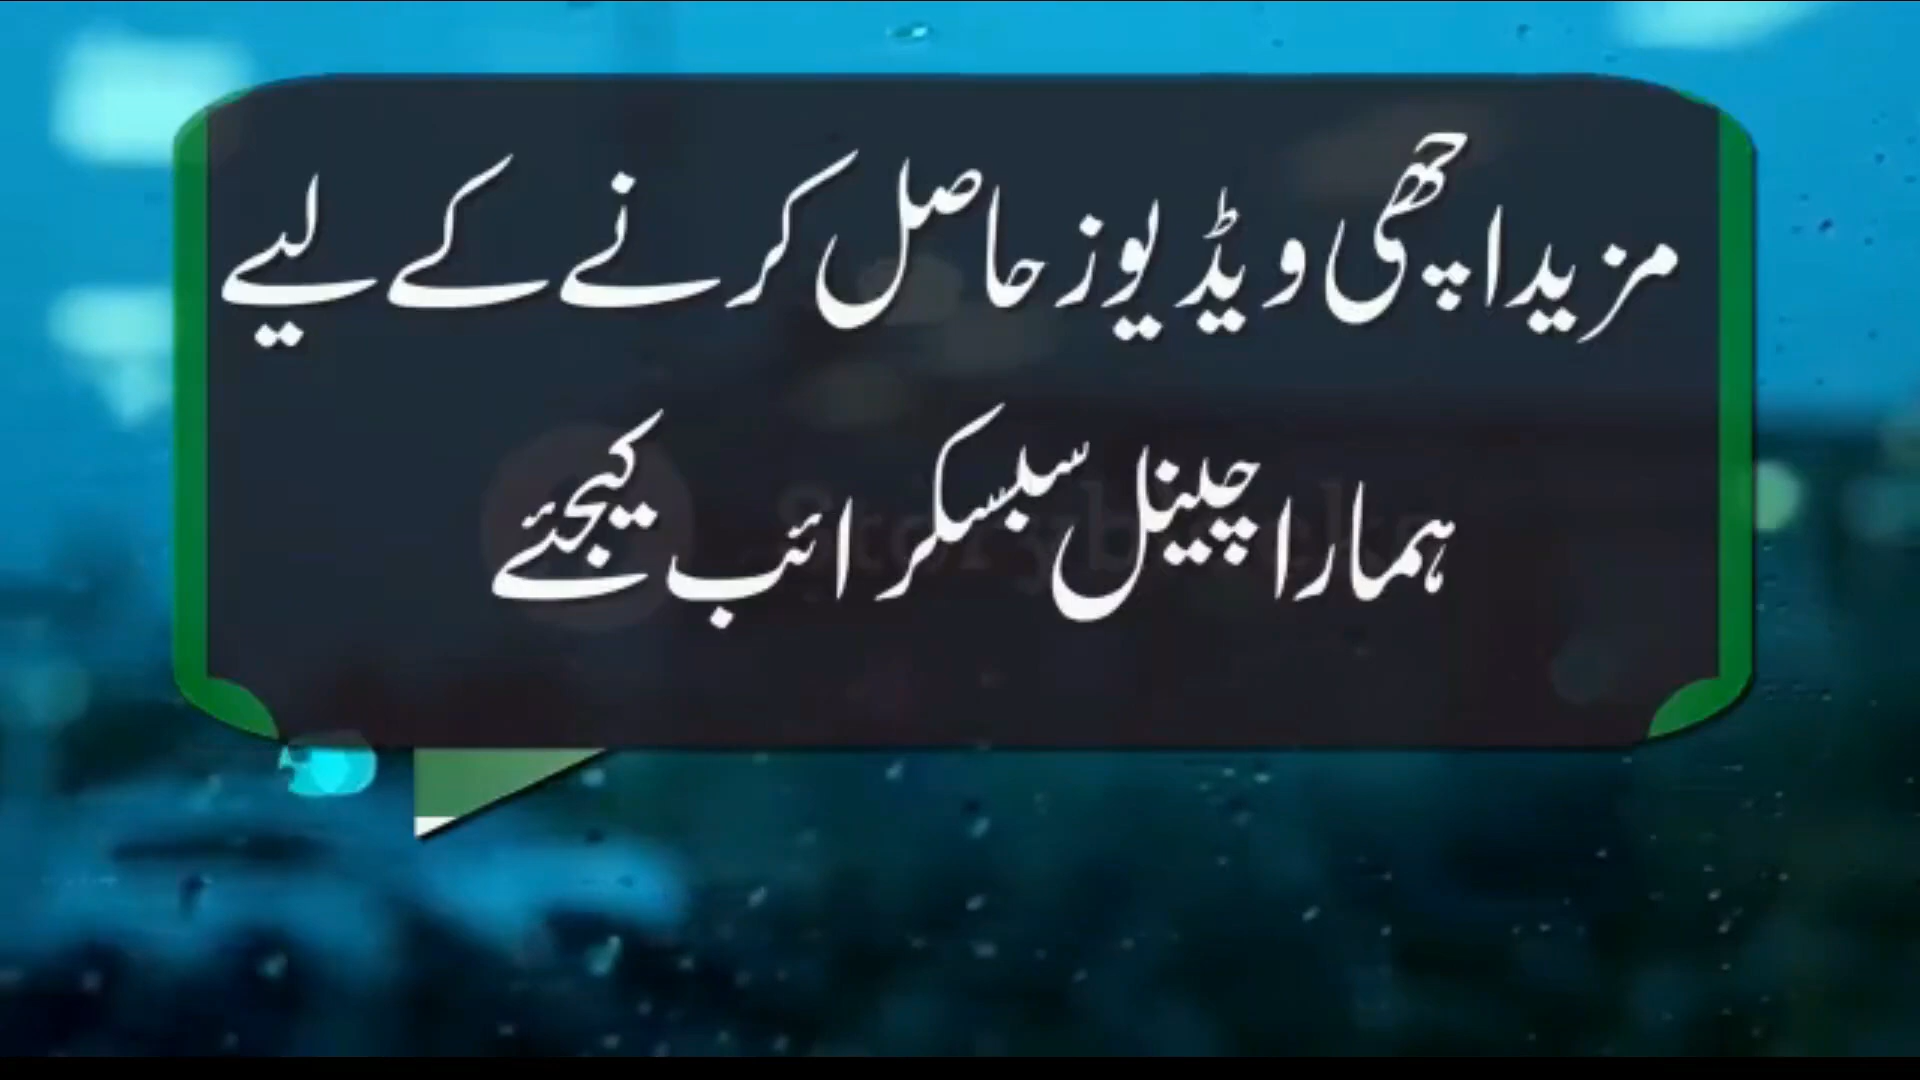 مزید اچھی ویڈیوز حاصل کرنے کے لیے
ہمارا چینل سبسکرائب کیجئے